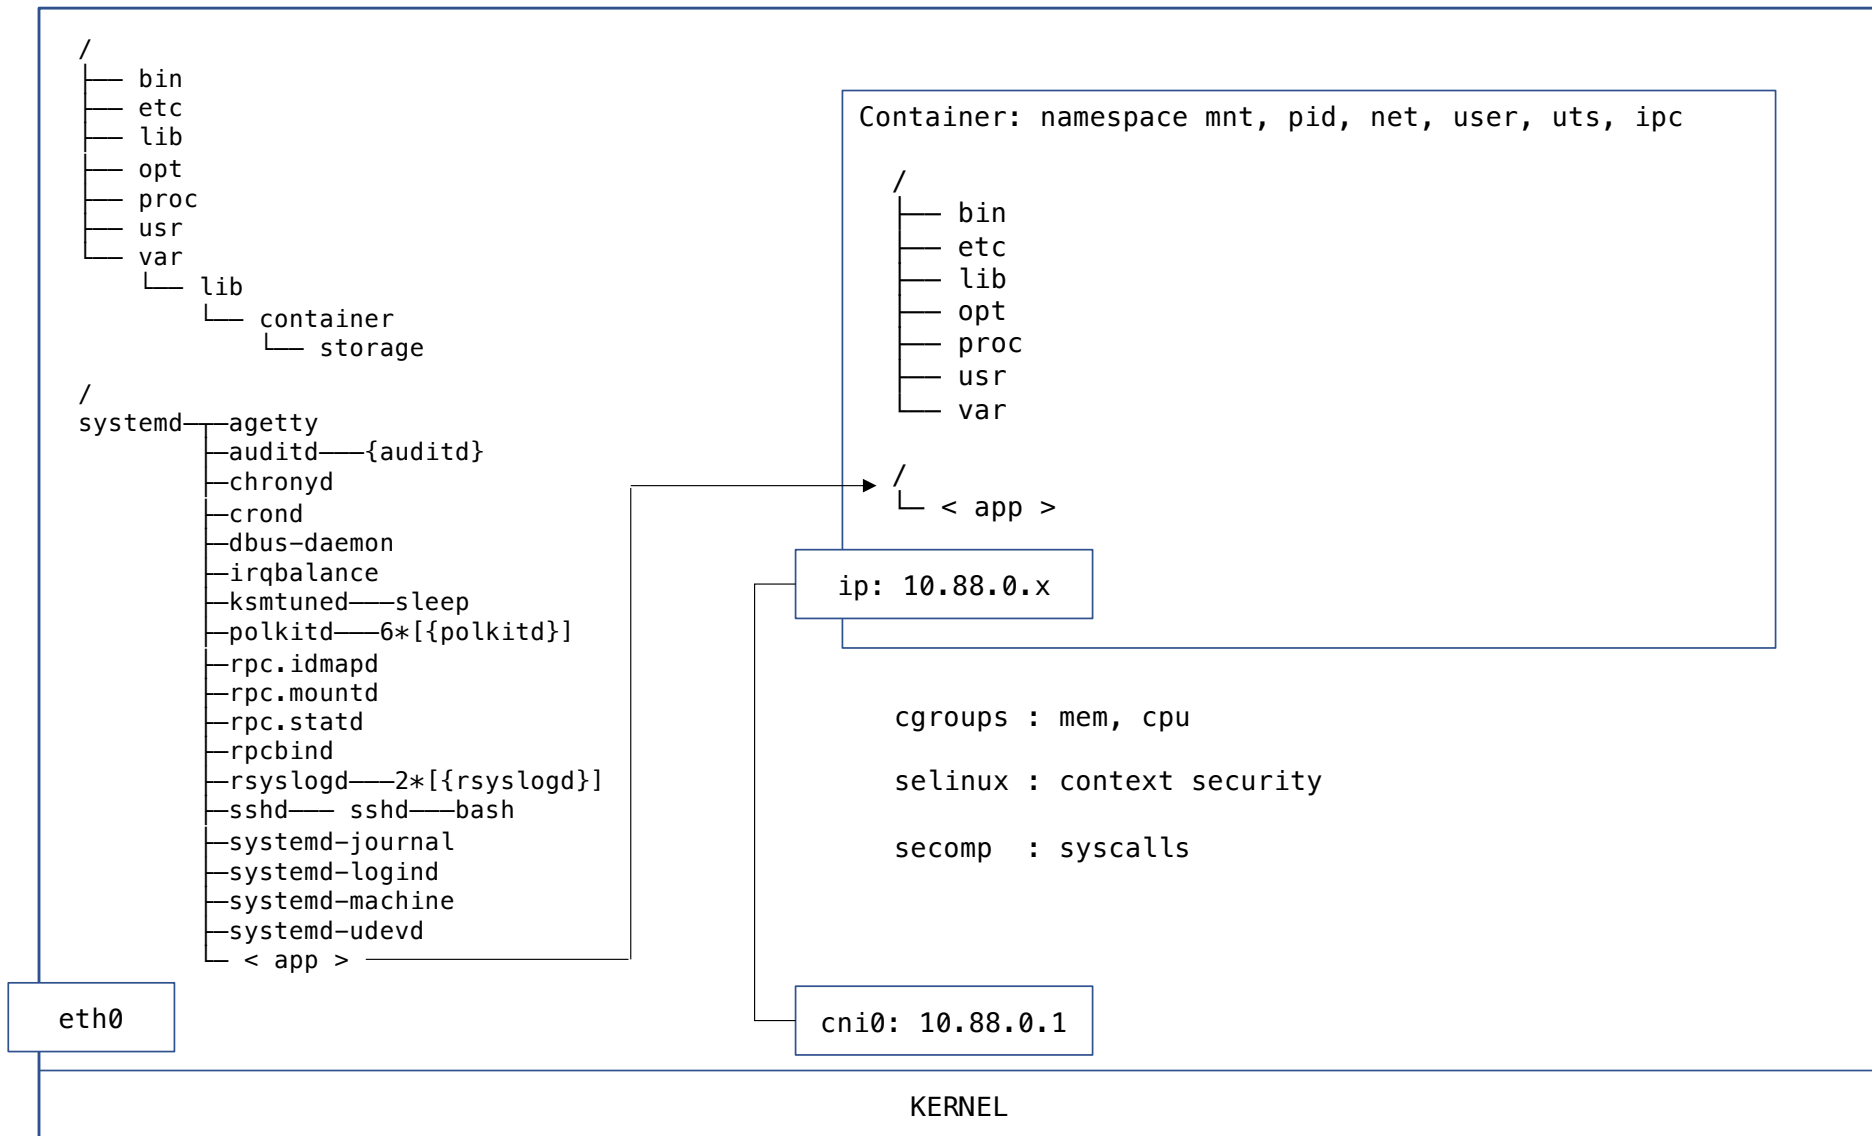 /
├── bin
├── etc
├── lib
├── opt
├── proc
├── usr
└── var
    └── lib
        └── container
            └── storage
/
systemd─┬─agetty
        ├─auditd───{auditd}
        ├─chronyd
        ├─crond
        ├─dbus-daemon
        ├─irqbalance
        ├─ksmtuned───sleep
        ├─polkitd───6*[{polkitd}]
        ├─rpc.idmapd
        ├─rpc.mountd
        ├─rpc.statd
        ├─rpcbind
        ├─rsyslogd───2*[{rsyslogd}]
        ├─sshd─── sshd───bash
        ├─systemd-journal
        ├─systemd-logind
        ├─systemd-machine
        ├─systemd-udevd
        └─ < app >
eth0
Container: namespace mnt, pid, net, user, uts, ipc
/
├── bin
├── etc
├── lib
├── opt
├── proc
├── usr
└── var
/
└─ < app >
ip: 10.88.0.x
cgroups : mem, cpu
selinux : context security
secomp  : syscalls
cni0: 10.88.0.1
KERNEL